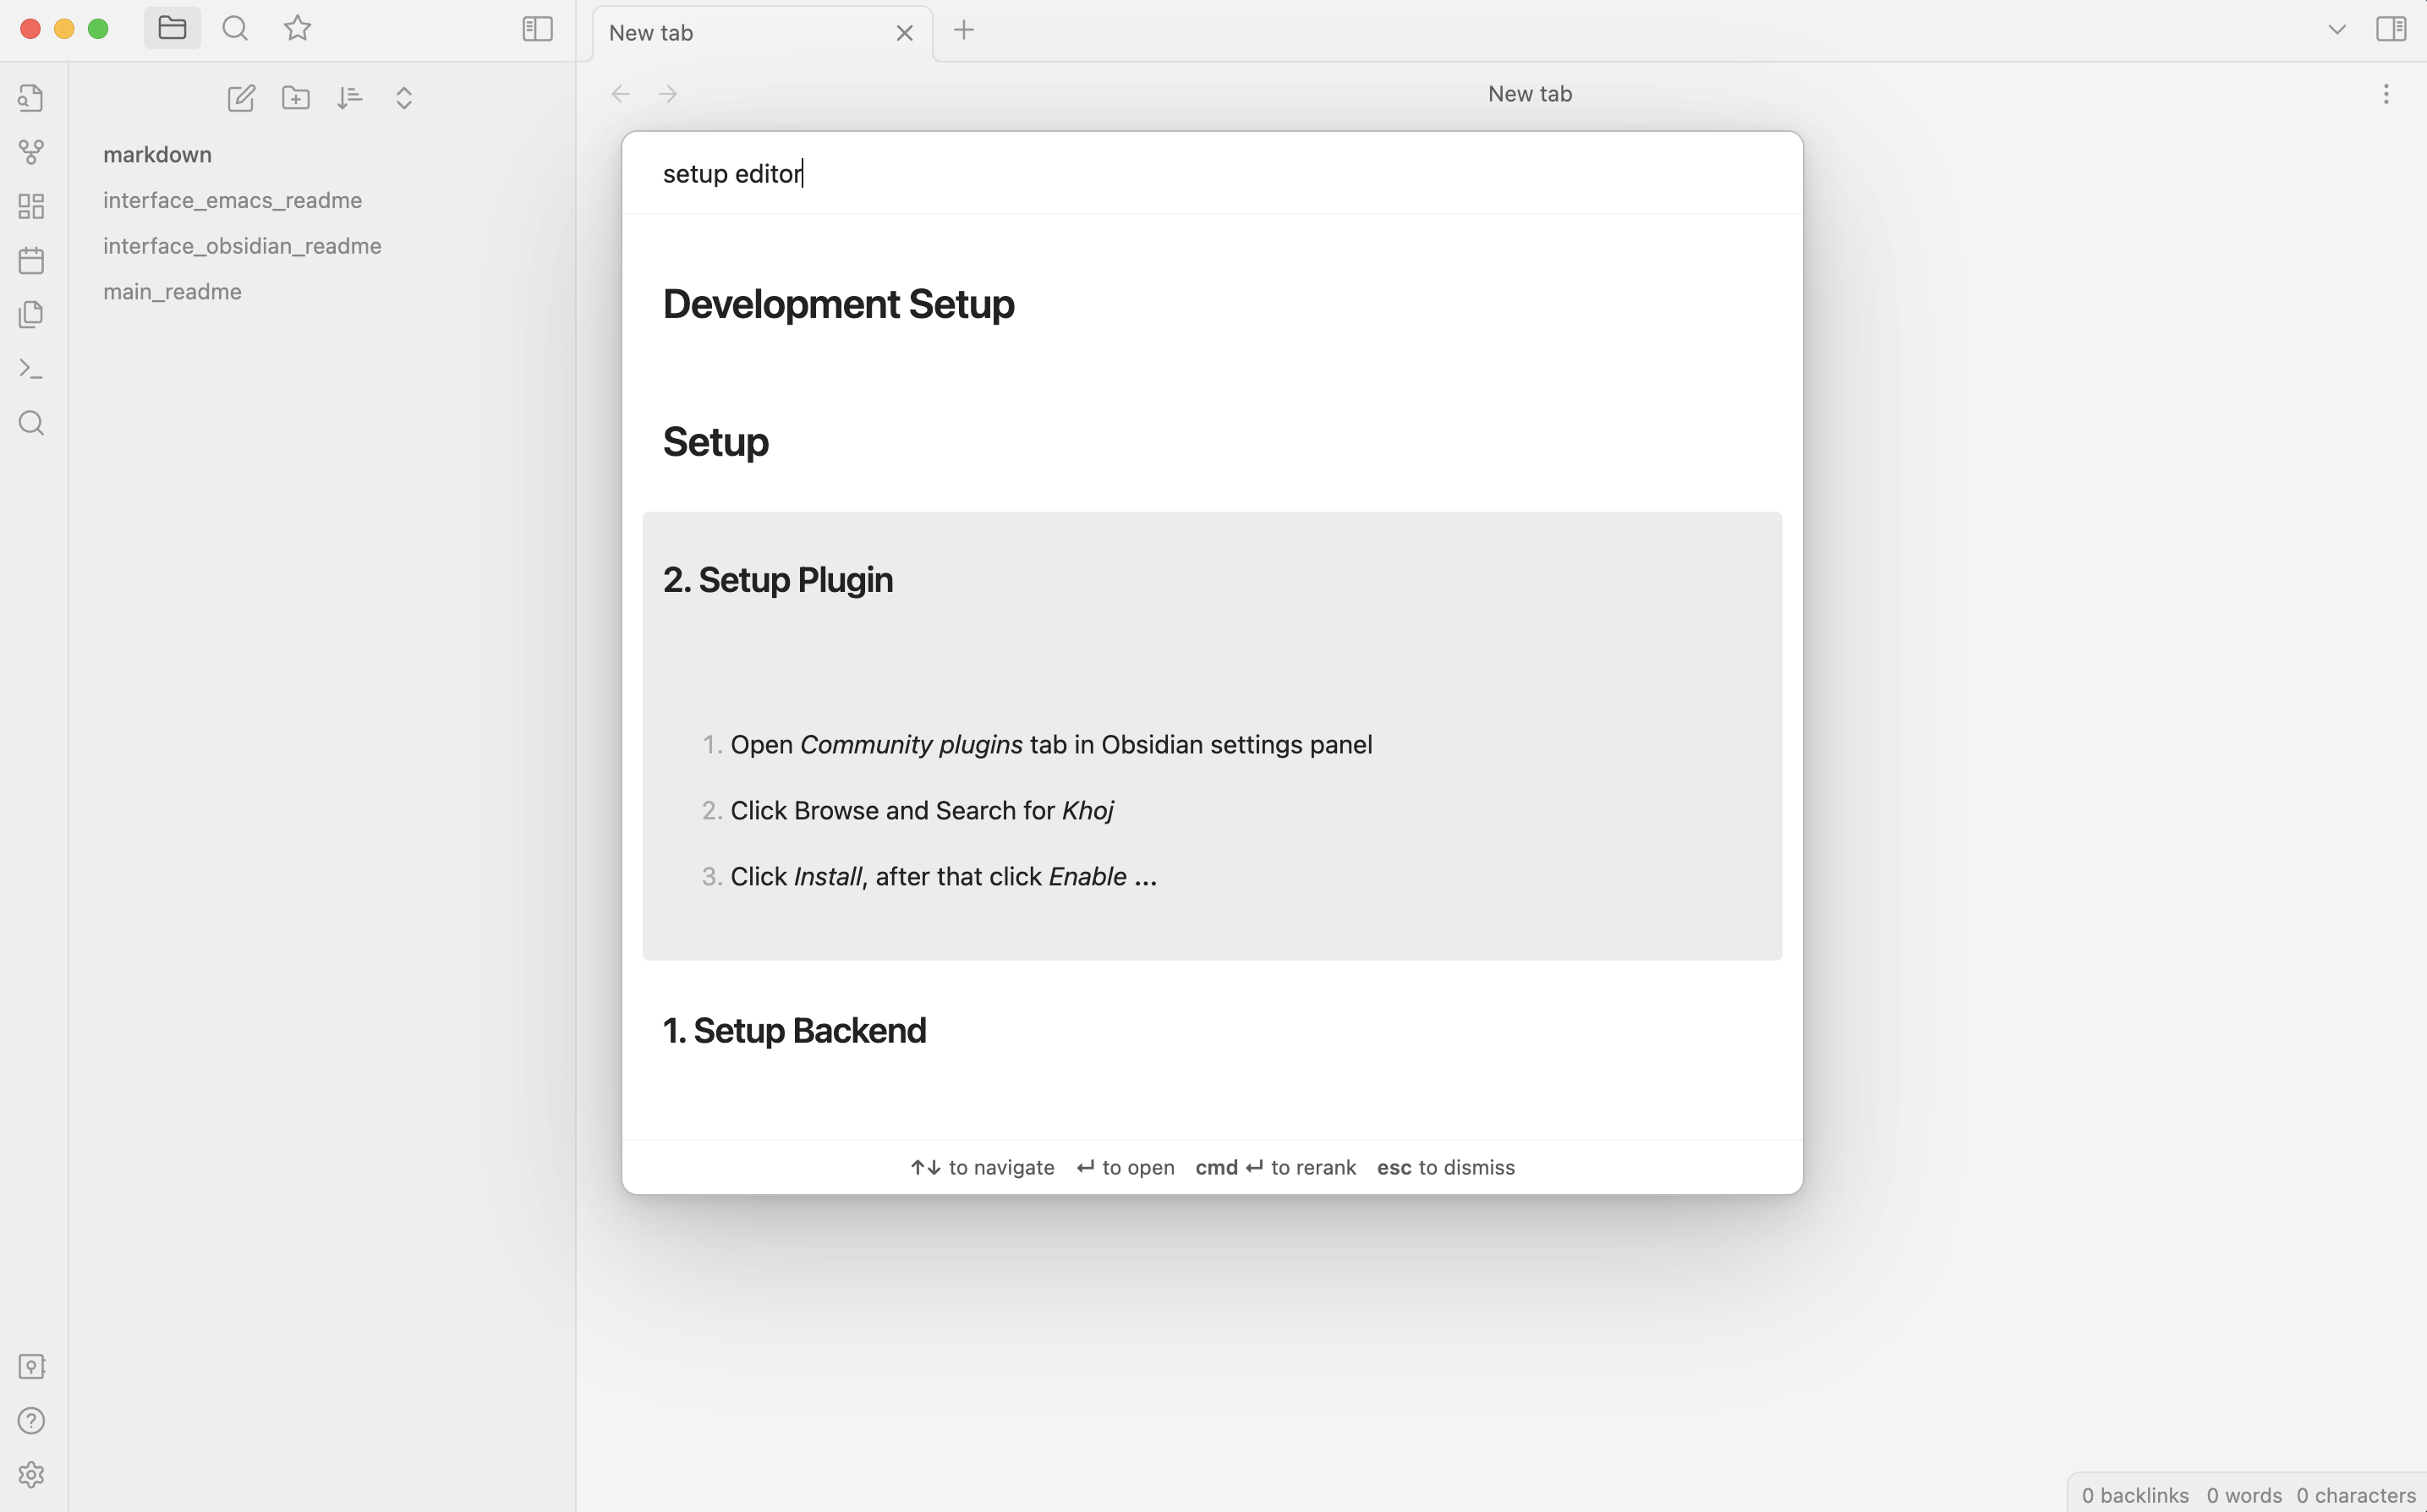 New tab
New tab
markdown
interface_emacs_readme
interface_obsidian_readme
main_readme
setup editor
Development Setup
Setup
2. Setup Plugin
1. Open Community plugins tab in Obsidian settings panel
2. Click Browse and Search for Khoj
3. Click Install, after that click Enable ...
1. Setup Backend
↑↓ to navigate ↵ to open cmd ↵ to rerank esc to dismiss
0 backlinks 0 words 0 characters